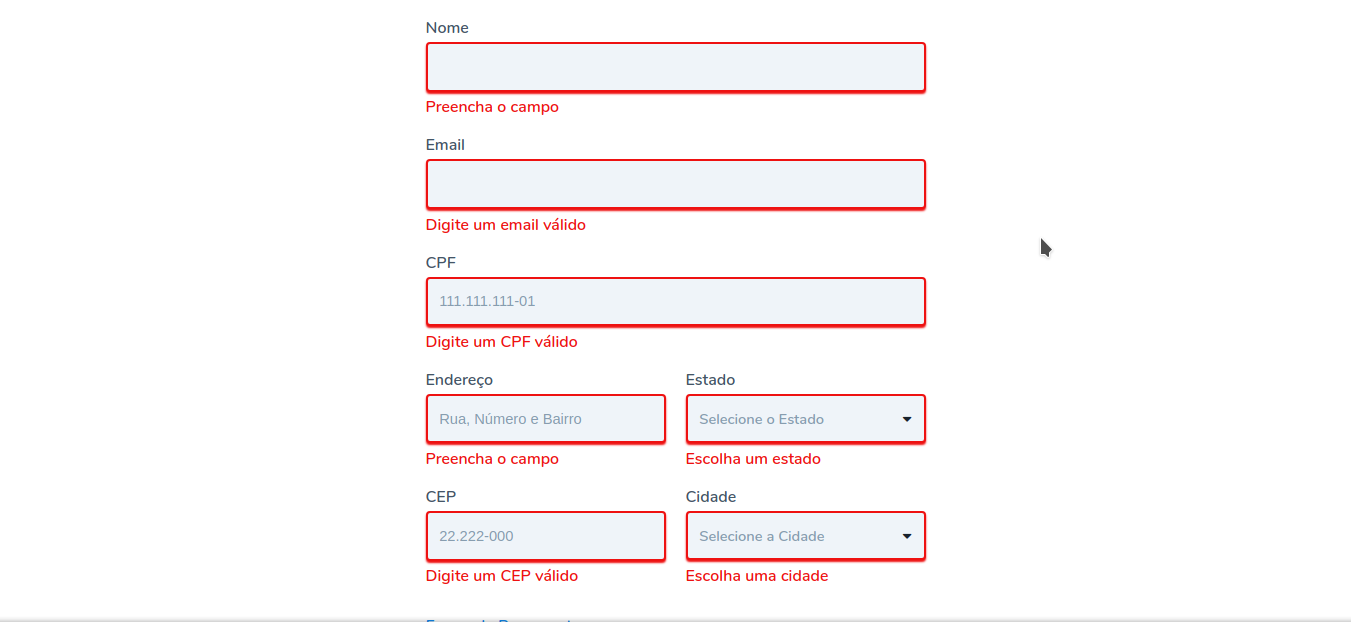 Nome
Preencha o campo
Email
Digite um email válido
CPF
111.111.111-01
Digite um CPF válido
Endereço
Estado
Rua, Número e Bairro
Selecione o Estado
Preencha o campo
Escolha um estado
CEP
Cidade
22.222-000
Selecione a Cidade
Digite um CEP válido
Escolha uma cidade